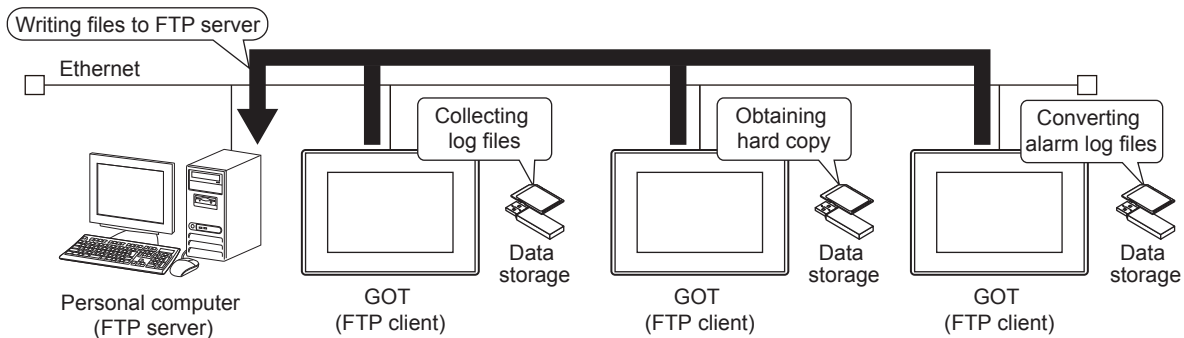 Writing files to FTP server
Ethernet
Collecting
log files
Obtaining
hard copy
Converting
alarm log files
Data
storage
Data
storage
Data
storage
Personal computer
(FTP server)
GOT
(FTP client)
GOT
(FTP client)
GOT
(FTP client)